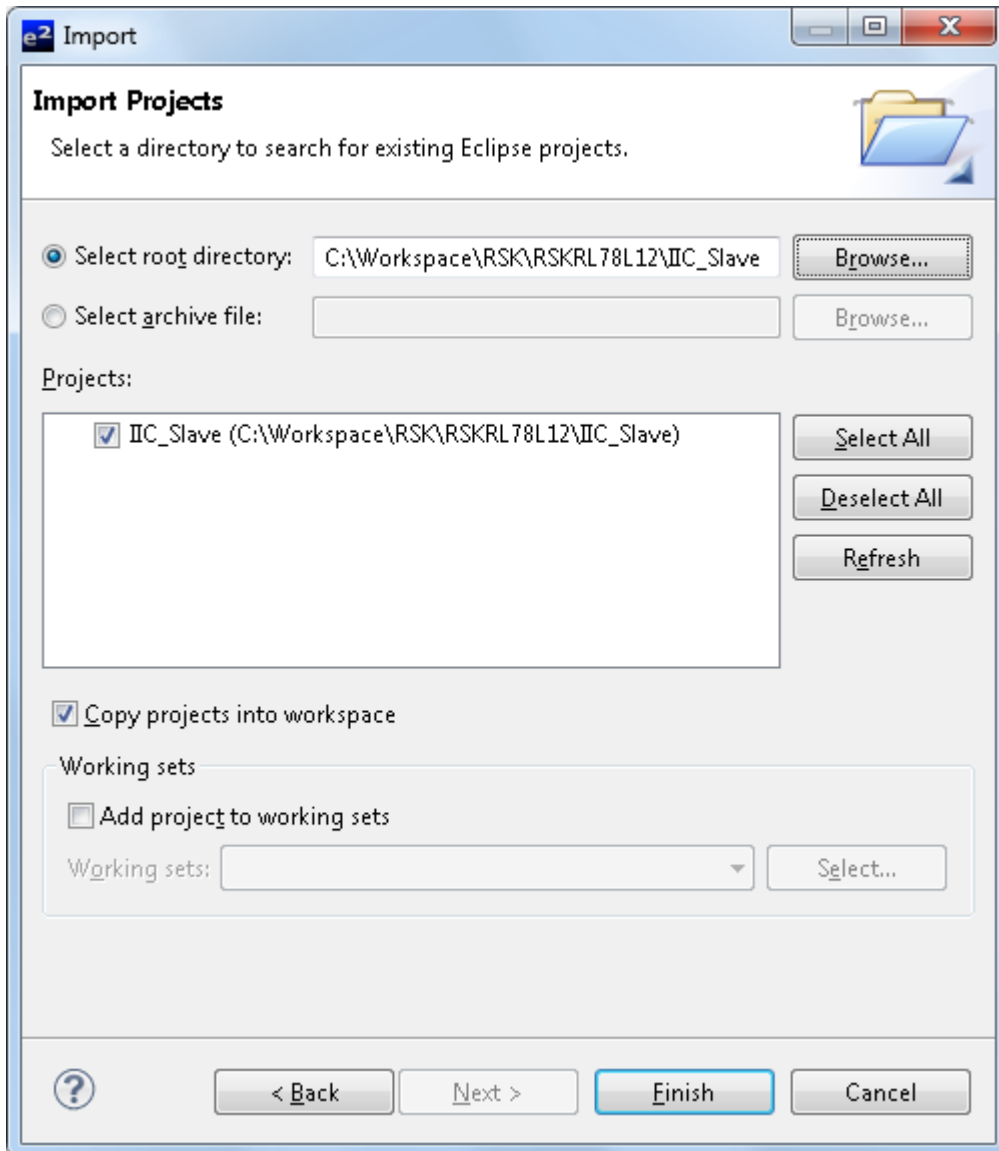 e² Import
Import Projects
Select a directory to search for existing Eclipse projects.
Select root directory: C:\Workspace\RSK\RSKRL78L12\IIC_Slave Browse...
Select archive file: Browse...
Projects:
IIC_Slave (C:\Workspace\RSK\RSKRL78L12\IIC_Slave) Select All
Deselect All
Refresh
Copy projects into workspace
Working sets
Add project to working sets
Working sets: Select...
? < Back Next > Finish Cancel